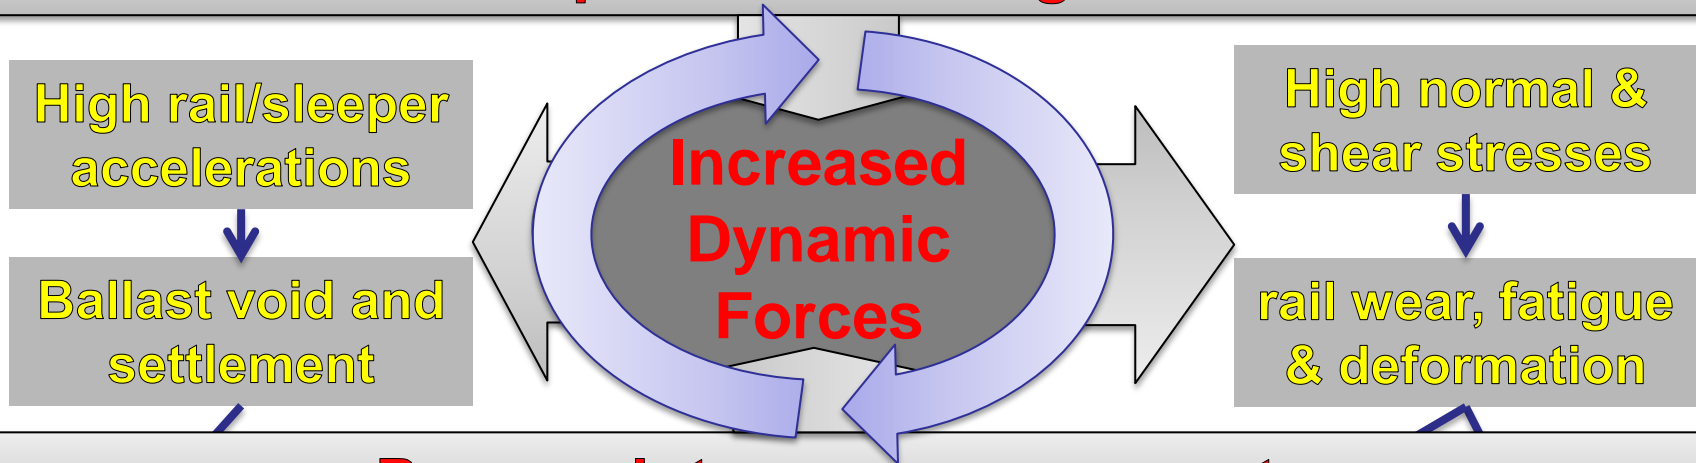 High rail/sleeper
accelerations
Ballast void and
settlement
Increased
Dynamic
Forces
High normal &
shear stresses
rail wear, fatigue
& deformation